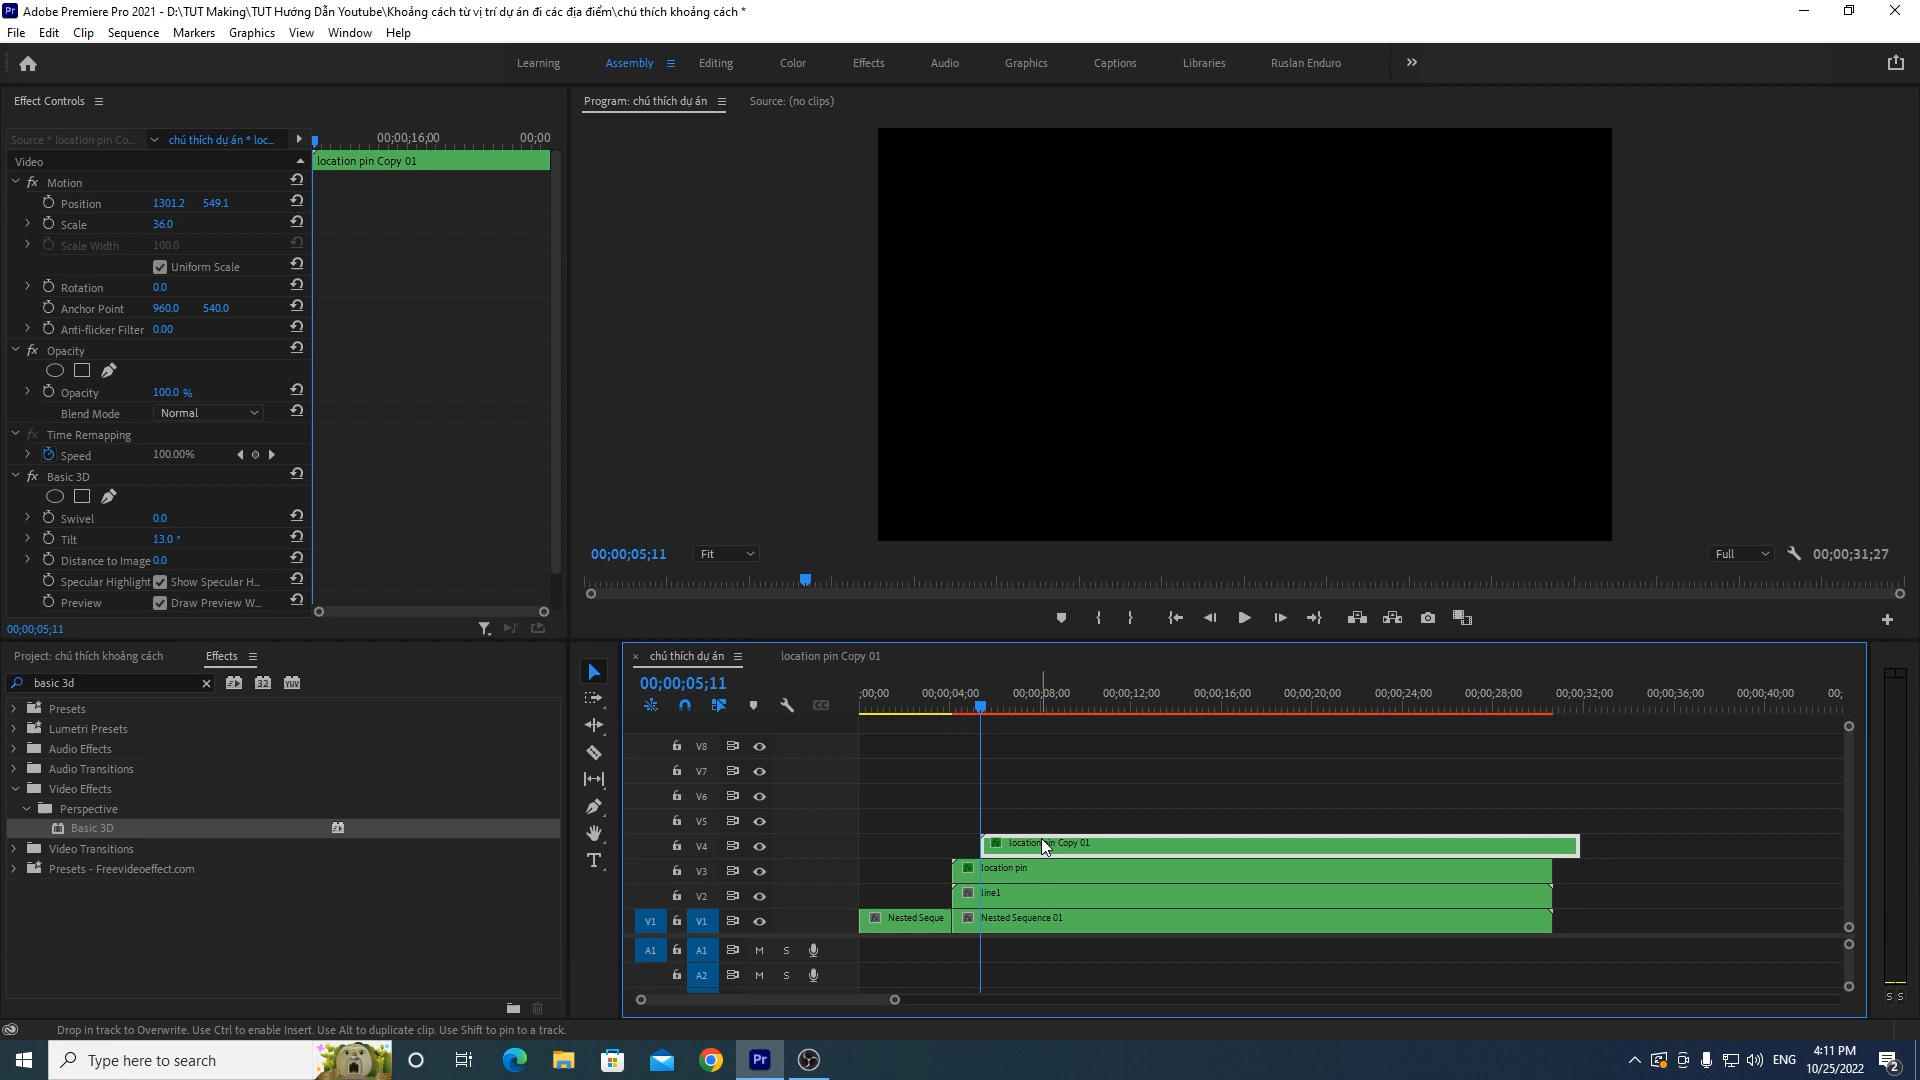 Adobe Premiere Pro 2021 - D:\TUT Making\TUT Hướng Dẫn Youtube\Khoảng cách từ vị trí dự án đi các địa điểm\chú thích khoảng cách *
File Edit Clip Sequence Markers Graphics View Window Help
Learning Assembly Editing Color Effects Audio Graphics Captions Libraries Ruslan Enduro
Effect Controls
Program: chú thích dự án Source: (no clips)
Source * location pin Co... chú thích dự án * loc... 00;00;16;00 00;00
Video location pin Copy 01
fx Motion
Position 1301.2 549.1
Scale 36.0
Scale Width 100.0
Uniform Scale
Rotation 0.0
Anchor Point 960.0 540.0
Anti-flicker Filter 0.00
fx Opacity
Opacity 100.0 %
Blend Mode Normal
fx Time Remapping
Speed 100.00%
fx Basic 3D
Swivel 0.0
Tilt 13.0 °
Distance to Image 0.0
Specular Highlight Show Specular H...
Preview Draw Preview W...
00;00;05;11
00;00;05;11 Fit Full 00;00;31;27
Project: chú thích khoảng cách Effects
basic 3d 32 YUV
Presets
Lumetri Presets
Audio Effects
Audio Transitions
Video Effects
Perspective
Basic 3D
Video Transitions
Presets - Freevideoeffect.com
chú thích dự án location pin Copy 01
00;00;05;11
;00;00 00;00;04;00 00;00;08;00 00;00;12;00 00;00;16;00 00;00;20;00 00;00;24;00 00;00;28;00 00;00;32;00 00;00;36;00 00;00;40;00 00;
V8
V7
V6
V5
V4 fx location pin Copy 01
V3 fx location pin
V2 fx line1
V1 V1 fx Nested Seque fx Nested Sequence 01
A1 A1 M S
A2 M S
S S
Drop in track to Overwrite. Use Ctrl to enable Insert. Use Alt to duplicate clip. Use Shift to pin to a track.
Type here to search
Pr
ENG
4:11 PM
10/25/2022
2